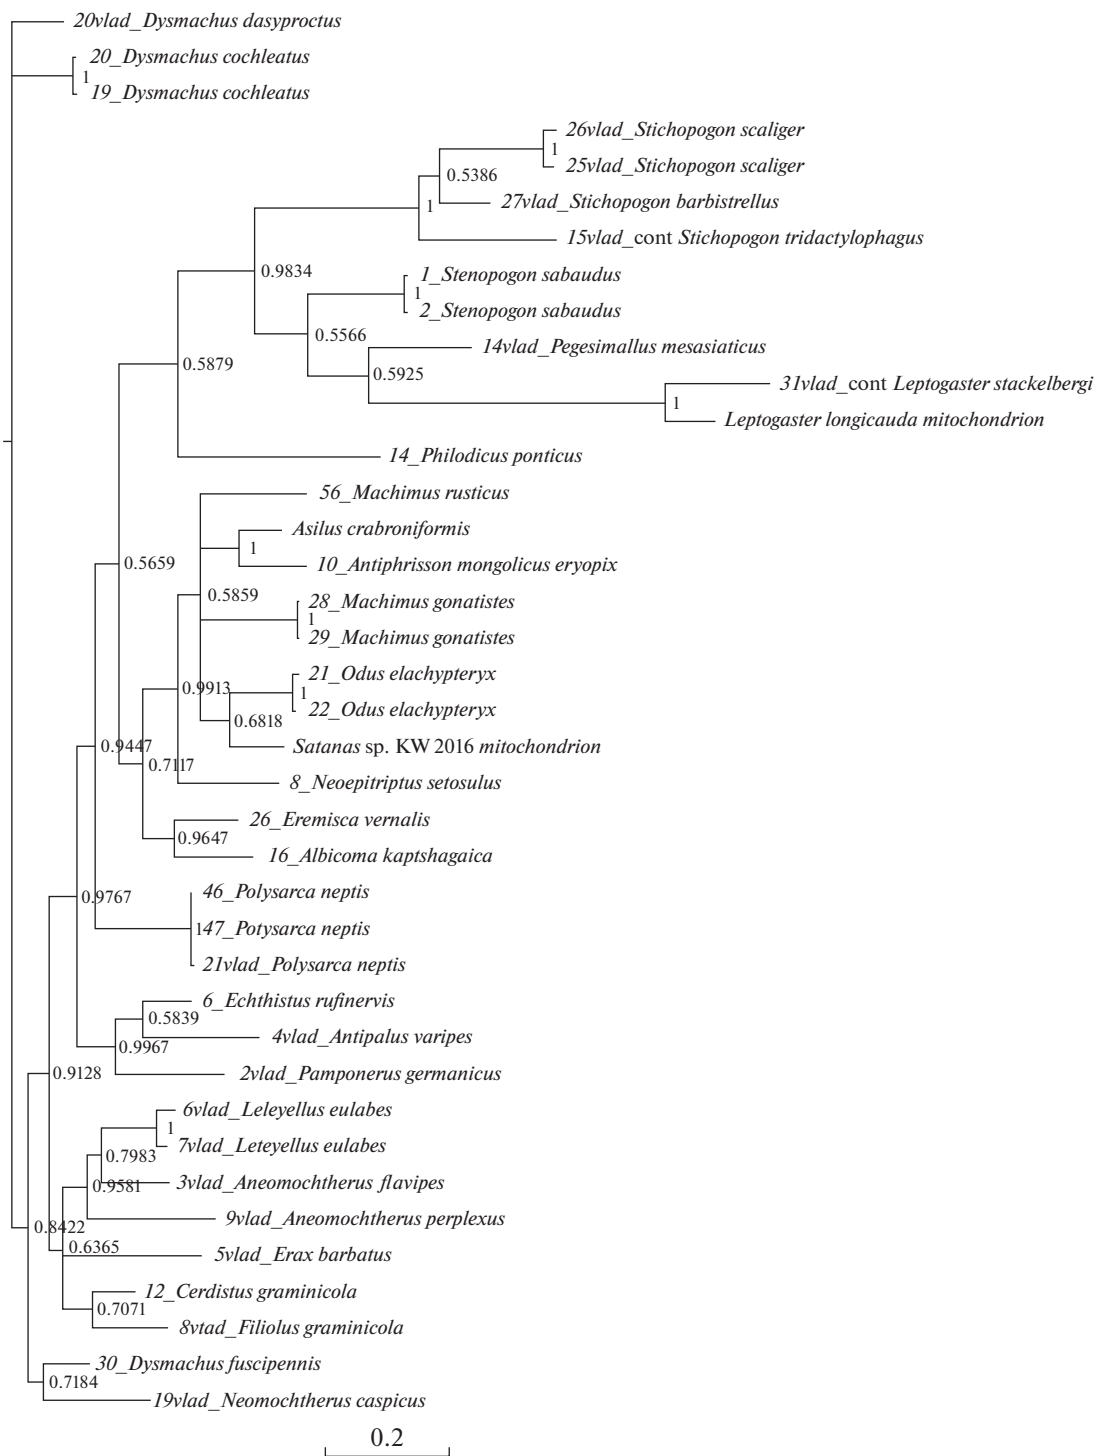 20vlad_Dysmachus dasyproctus
20_Dysmachus cochleatus
1
19_Dysmachus cochleatus
26vlad_Stichopogon scaliger
1
25vlad_Stichopogon scaliger
0.5386
27vlad_Stichopogon barbistrellus
1
15vlad_cont Stichopogon tridactylophagus
0.9834
1_Stenopogon sabaudus
1
2_Stenopogon sabaudus
0.5566
14vlad_Pegesimallus mesasiaticus
0.5879
0.5925
31vlad_cont Leptogaster stackelbergi
1
Leptogaster longicauda mitochondrion
14_Philodicus ponticus
56_Machimus rusticus
Asilus crabroniformis
1
0.5659
10_Antiphrisson mongolicus eryopix
0.5859
28_Machimus gonatistes
1
29_Machimus gonatistes
21_Odus elachypteryx
0.9913
1
22_Odus elachypteryx
0.6818
0.9447
Satanas sp. KW 2016 mitochondrion
0.7117
8_Neoepitriptus setosulus
26_Eremisca vernalis
0.9647
16_Albicoma kaptshagaica
46_Polysarca neptis
0.9767
147_Potysarca neptis
21vlad_Polysarca neptis
6_Echthistus rufinervis
0.5839
4vlad_Antipalus varipes
0.9967
0.9128
2vlad_Pamponerus germanicus
6vlad_Leleyellus eulabes
1
7vlad_Leteyellus eulabes
0.7983
3vlad_Aneomochtherus flavipes
0.9581
9vlad_Aneomochtherus perplexus
0.8422
0.6365
5vlad_Erax barbatus
12_Cerdistus graminicola
0.7071
8vtad_Filiolus graminicola
30_Dysmachus fuscipennis
0.7184
19vlad_Neomochtherus caspicus
0.2